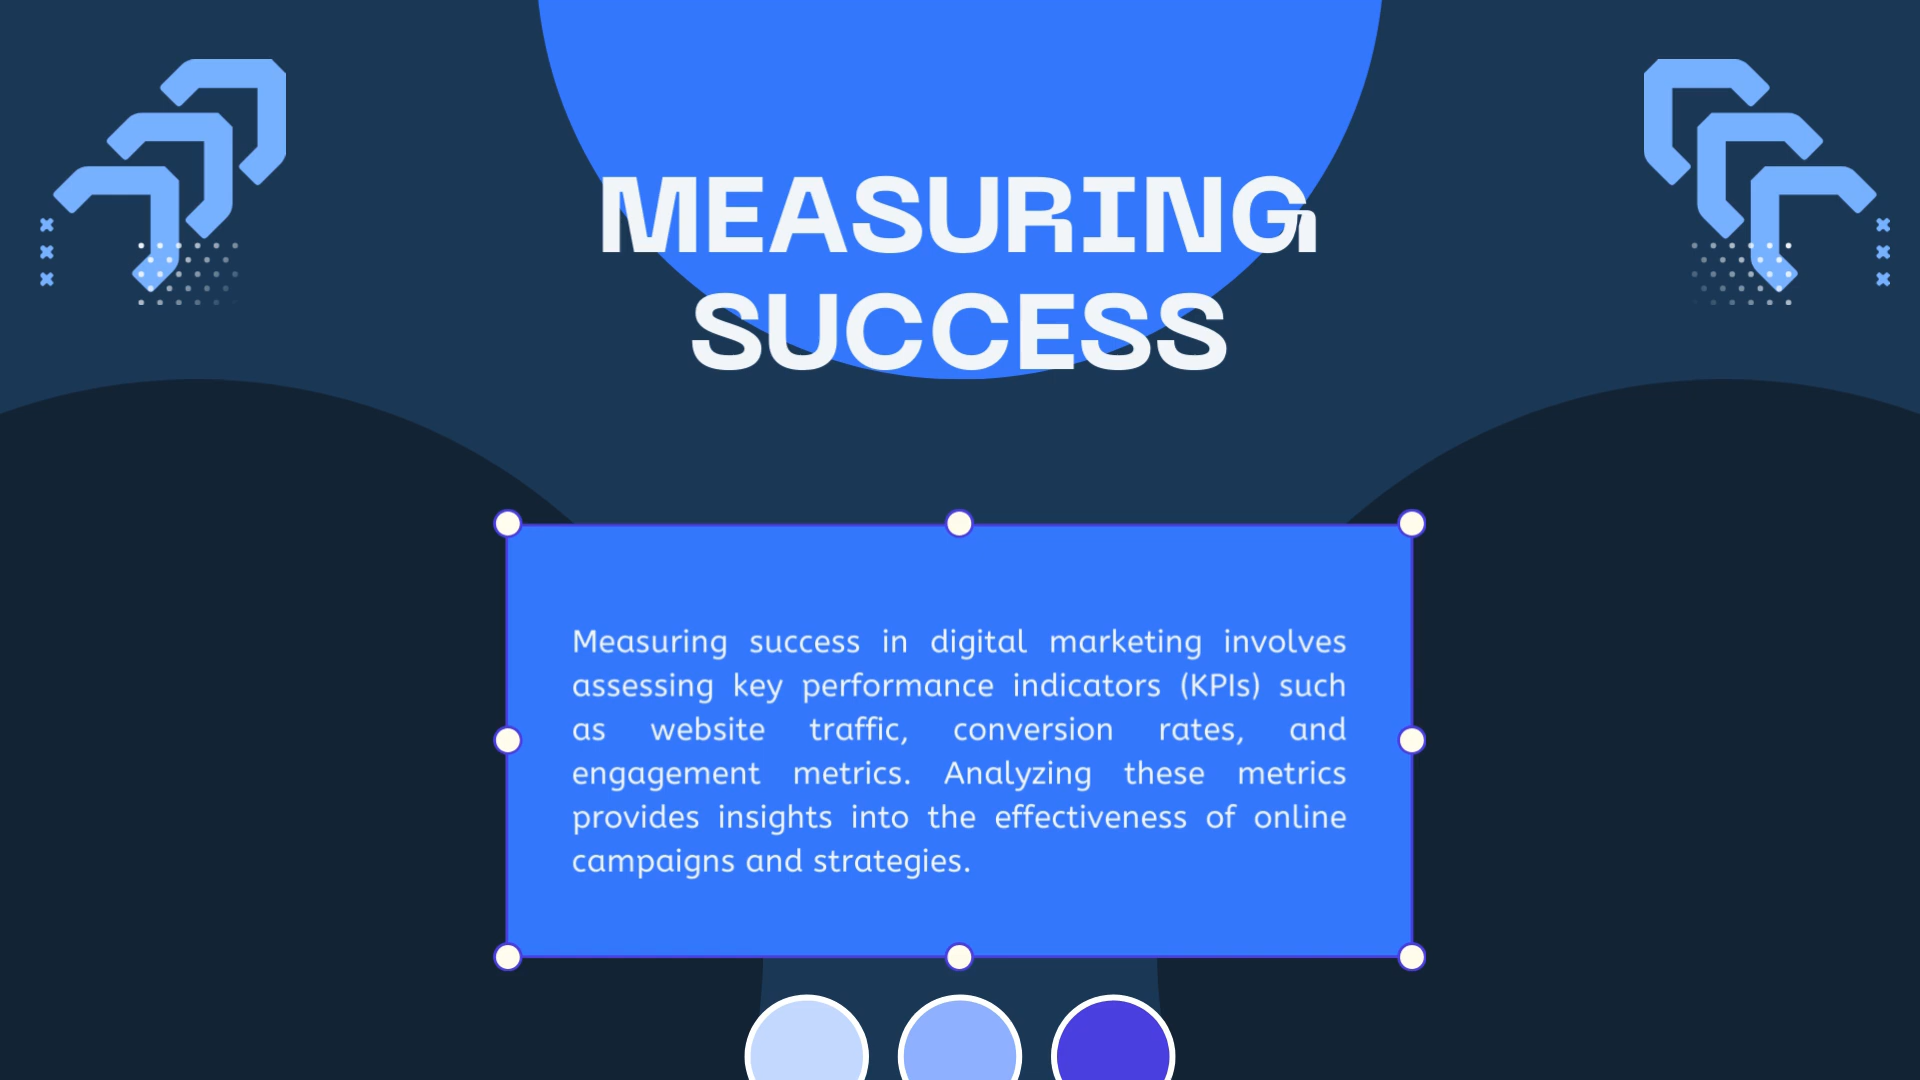 MEASURING
SUCCESS
Measuring success in digital marketing involves
assessing key performance indicators (KPIs) such
as website traffic, conversion rates, and
engagement metrics. Analyzing these metrics
provides insights into the effectiveness of online
campaigns and strategies.